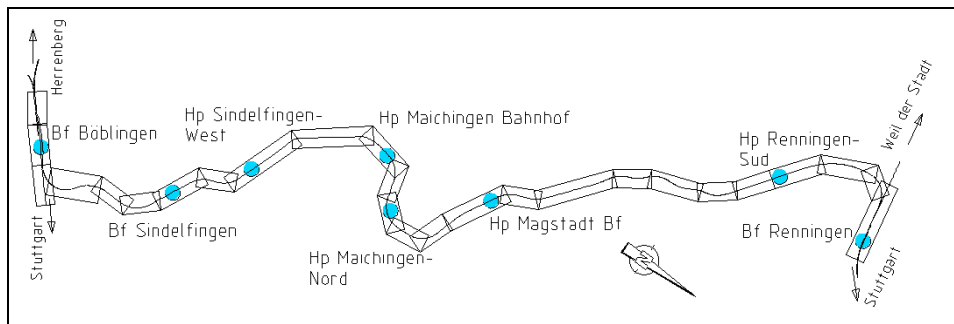 Herrenberg
Bf Böblingen
Stuttgart
Bf Sindelfingen
Hp Sindelfingen-
West
Hp Maichingen Bahnhof
Hp Maichingen-
Nord
Hp Magstadt Bf
Hp Renningen-
Süd
Weil der Stadt
Bf Renningen
Stuttgart
N